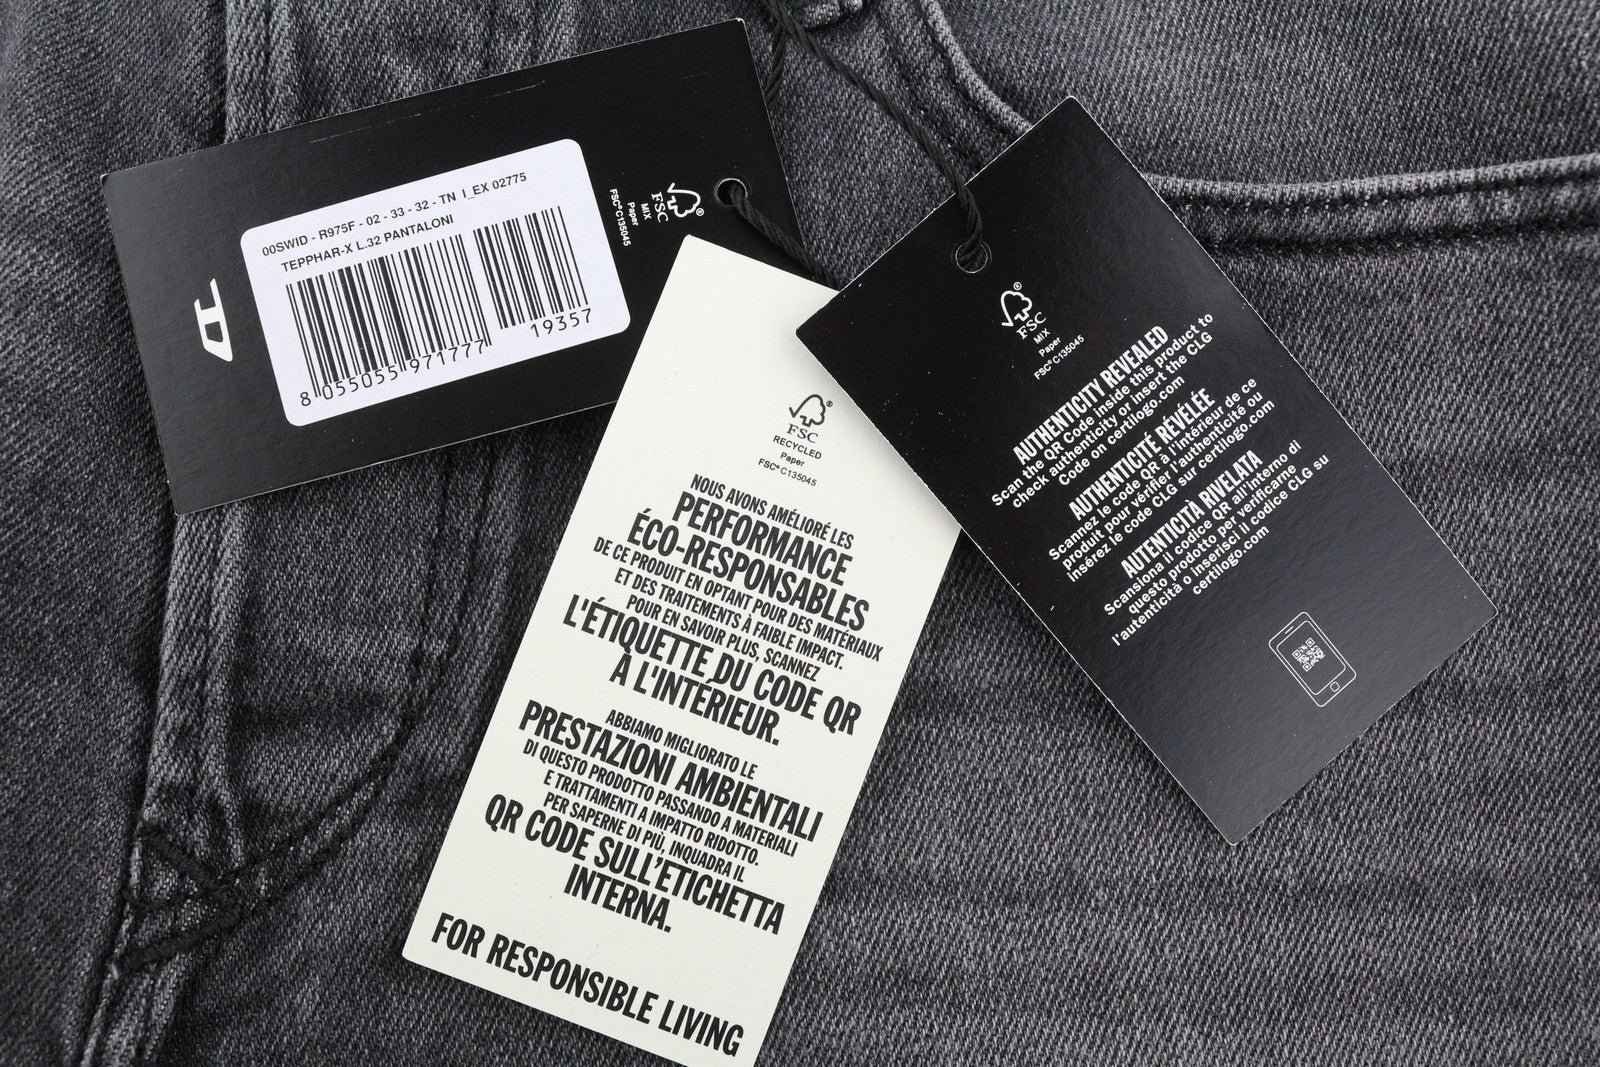 00SWID - R975F - 02 - 33 - 32 - TN I_EX 02775
TEPPHAR-X L.32 PANTALONI
8 055055 971777
19357
FSC
MIX
Paper
FSC® C135045
FSC
RECYCLED
Paper
FSC® C135045
NOUS AVONS AMÉLIORÉ LES
PERFORMANCE
ÉCO-RESPONSABLES
DE CE PRODUIT EN OPTANT POUR DES MATÉRIAUX
ET DES TRAITEMENTS À FAIBLE IMPACT.
POUR EN SAVOIR PLUS, SCANNEZ
L'ÉTIQUETTE DU CODE QR
À L'INTÉRIEUR.
ABBIAMO MIGLIORATO LE
PRESTAZIONI AMBIENTALI
DI QUESTO PRODOTTO PASSANDO A MATERIALI
E TRATTAMENTI A IMPATTO RIDOTTO.
PER SAPERNE DI PIÙ, INQUADRA IL
QR CODE SULL'ETICHETTA
INTERNA.
FOR RESPONSIBLE LIVING
FSC
MIX
Paper
FSC® C135045
AUTHENTICITY REVEALED
Scan the QR Code inside this product to
check authenticity or insert the CLG
Code on certilogo.com
AUTHENTICITÉ RÉVÉLÉE
Scannez le code QR à l'intérieur de ce
produit pour vérifier l'authenticité ou
insérez le code CLG sur certilogo.com
AUTENTICITÀ RIVELATA
Scansiona il codice QR all'interno di
questo prodotto per verificarne
l'autenticità o inserisci il codice CLG su
certilogo.com